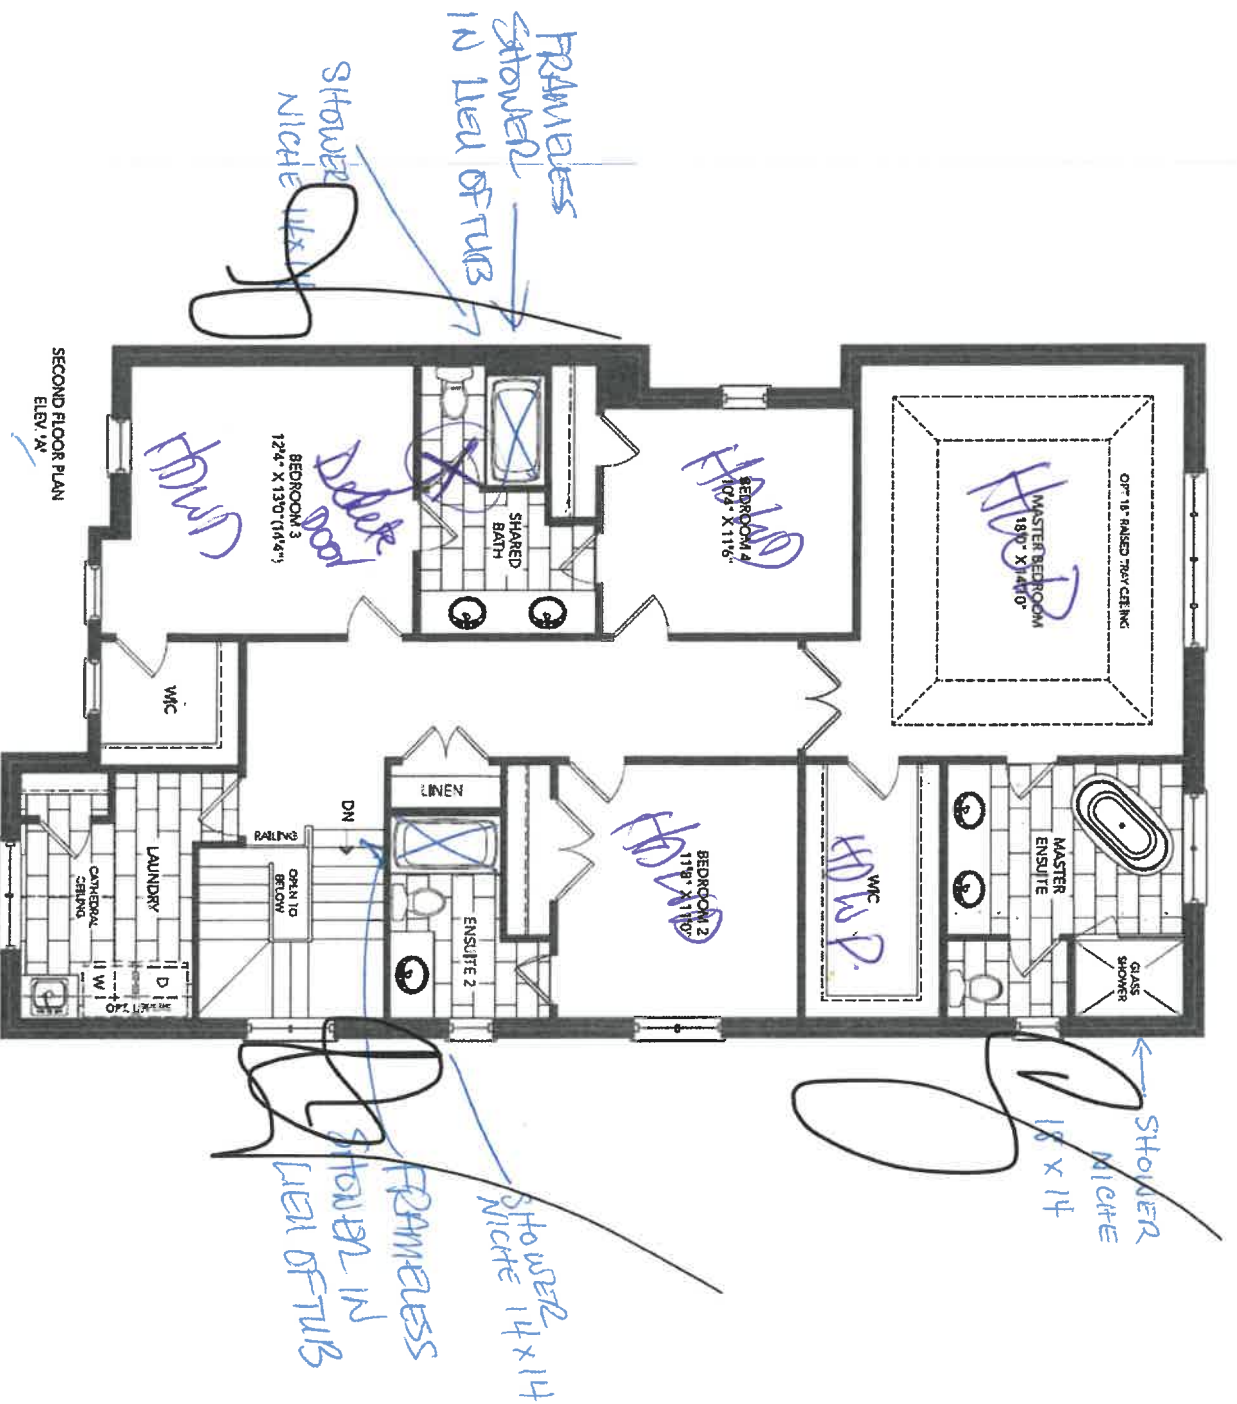 FRAMELESS
SHOWER
IN LIEU OF TUB
SHOWER
NICHE 14x14
OPT 18" RAISED TRAY CEILING
MASTER BEDROOM
18'0" X 14'10"
HWD
BEDROOM 4
10'4" X 11'6"
HDWD
SHARED
BATH
BEDROOM 3
12'4" X 13'0" (14'4")
Delete
Door
HDWD
SECOND FLOOR PLAN
ELEV 'A'
WIC
LINEN
DN
RAILING
OPEN TO
BELOW
LAUNDRY
CATHEDRAL
CEILING
W
D
ENSUITE 2
BEDROOM 2
11'8" X 11'0"
HDWD
WIC
HDWD.
MASTER
ENSUITE
GLASS
SHOWER
SHOWER
NICHE
18 x 14
SHOWER
NICHE 14x14
FRAMELESS
SHOWER IN
LIEU OF TUB